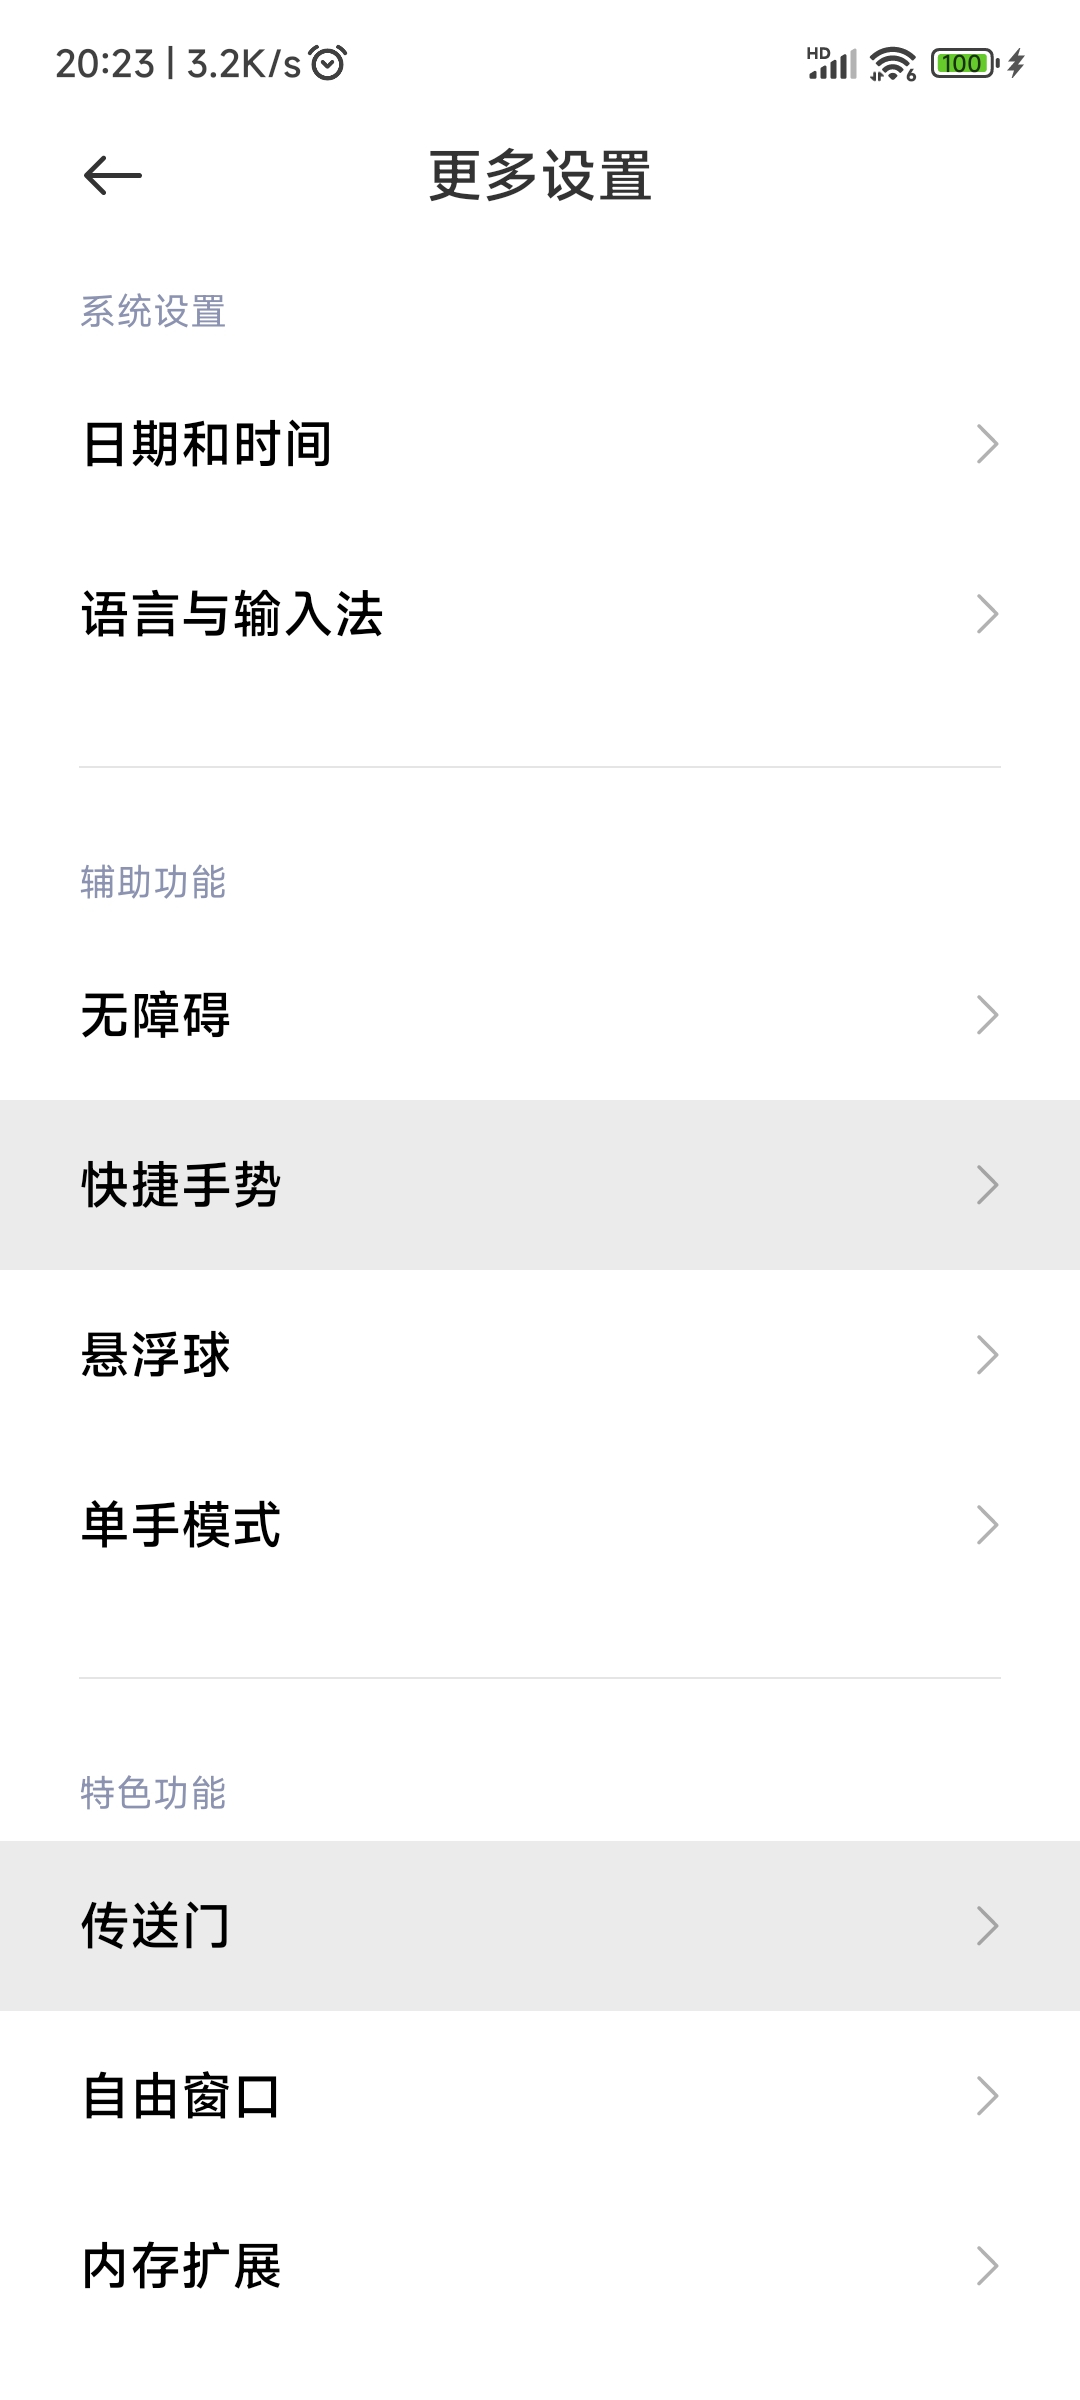 20:23 | 3.2K/s
HD
6
100
更多设置
系统设置
日期和时间
语言与输入法
辅助功能
无障碍
快捷手势
悬浮球
单手模式
特色功能
传送门
自由窗口
内存扩展